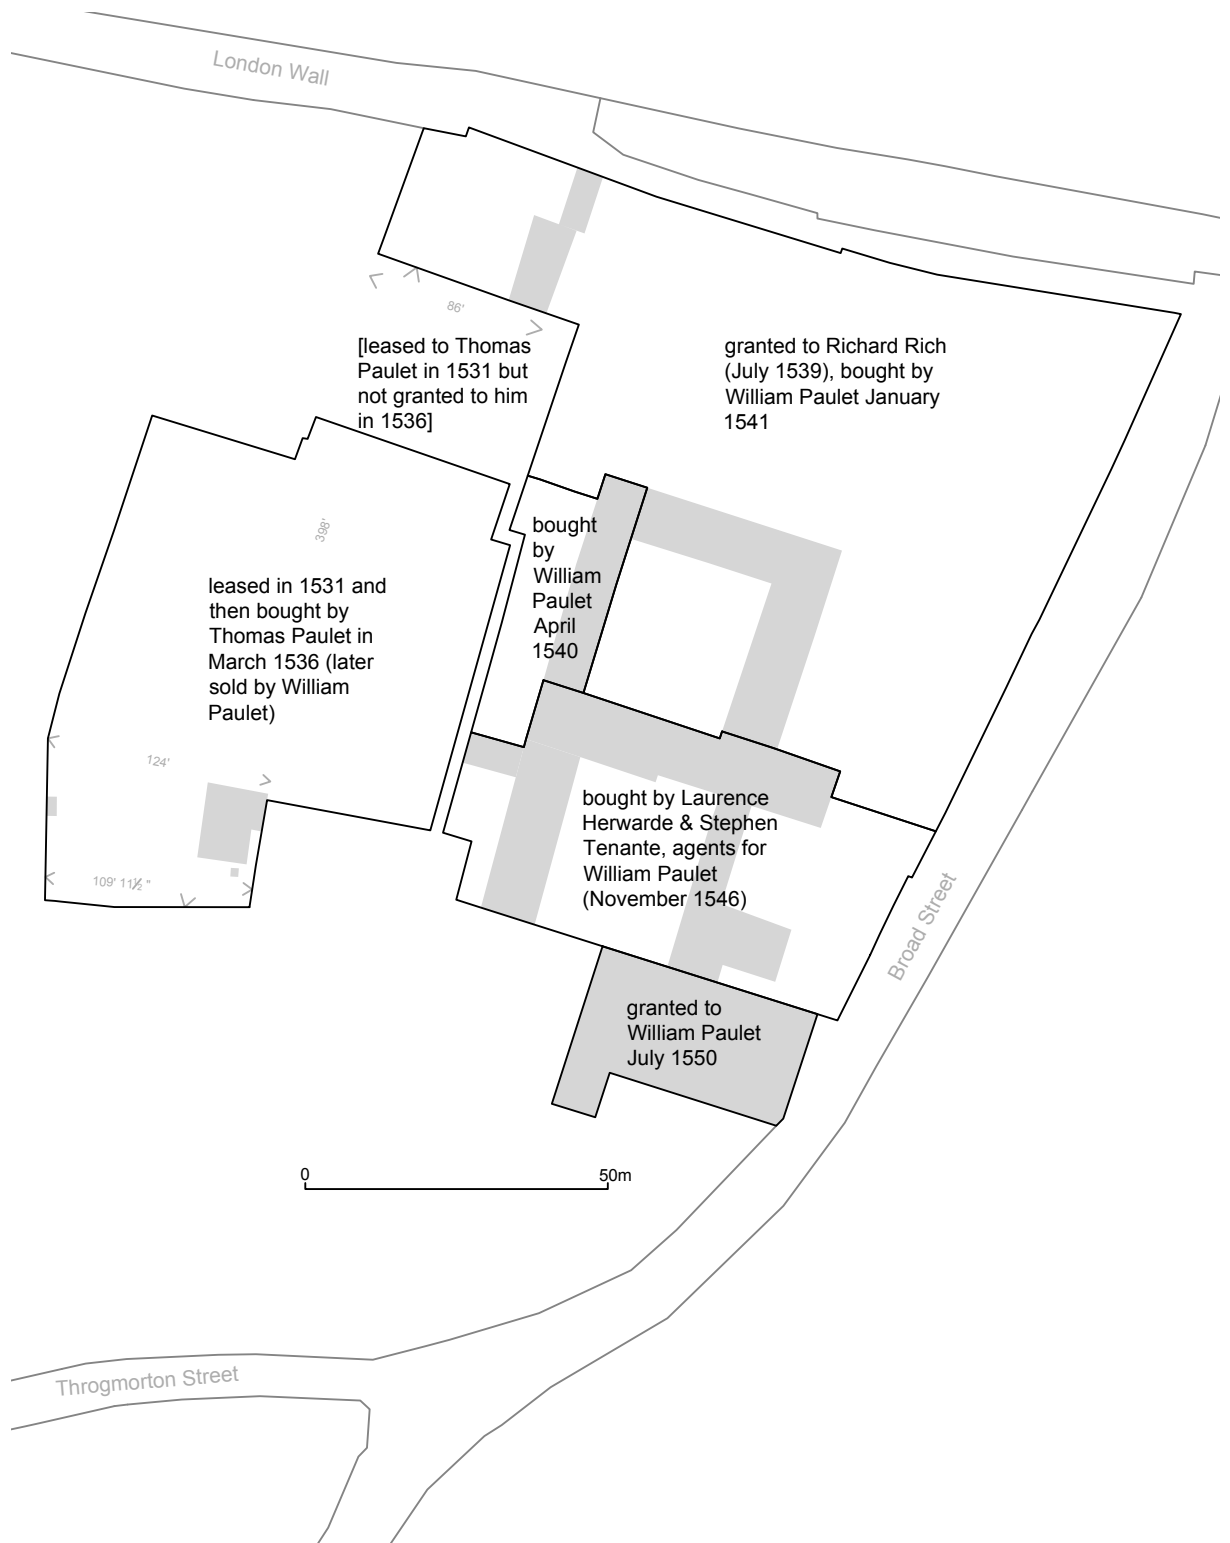 London Wall
86'
[leased to Thomas
Paulet in 1531 but
not granted to him
in 1536]
granted to Richard Rich
(July 1539), bought by
William Paulet January
1541
398'
bought
by
William
Paulet
April
1540
leased in 1531 and
then bought by
Thomas Paulet in
March 1536 (later
sold by William
Paulet)
124'
109' 11½ "
bought by Laurence
Herwarde & Stephen
Tenante, agents for
William Paulet
(November 1546)
Broad Street
granted to
William Paulet
July 1550
0 50m
Throgmorton Street